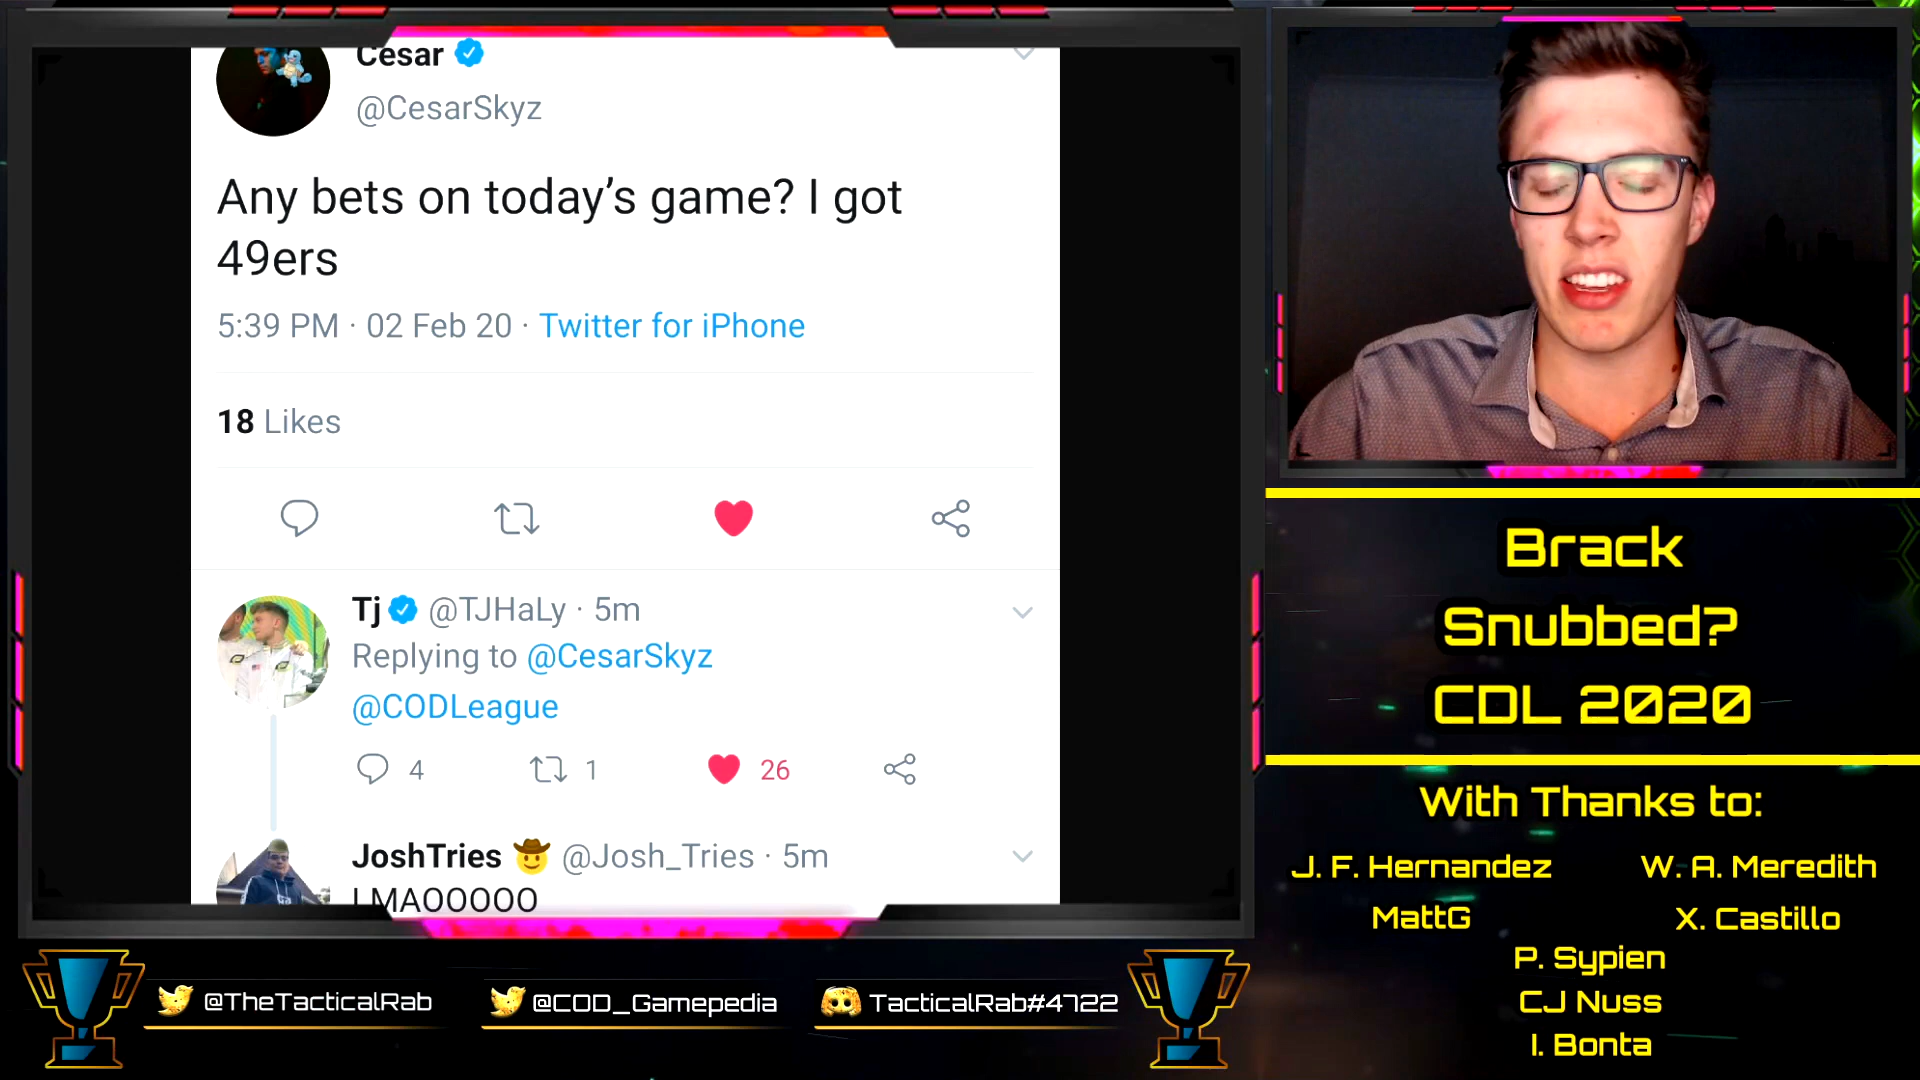 Cesar
@CesarSkyz
Any bets on today's game? I got
49ers
5:39 PM · 02 Feb 20 · Twitter for iPhone
18 Likes
Tj @TJHaLy · 5m
Replying to @CesarSkyz
@CODLeague
4 1 26
JoshTries 🤠 @Josh_Tries · 5m
LMAOOOOO
Brack
Snubbed?
CDL 2020
With Thanks to:
J. F. Hernandez W. A. Meredith
MattG X. Castillo
P. Sypien
CJ Nuss
I. Bonta
@TheTacticalRab @COD_Gamepedia TacticalRab#4722